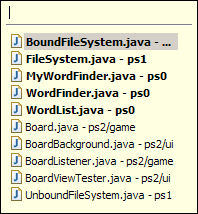 BoundFileSystem.java - ...
FileSystem.java - ps1
MyWordFinder.java - ps0
WordFinder.java - ps0
WordList.java - ps0
Board.java - ps2/game
BoardBackground.java - ps2/ui
BoardListener.java - ps2/game
BoardViewTester.java - ps2/ui
UnboundFileSystem.java - ps1